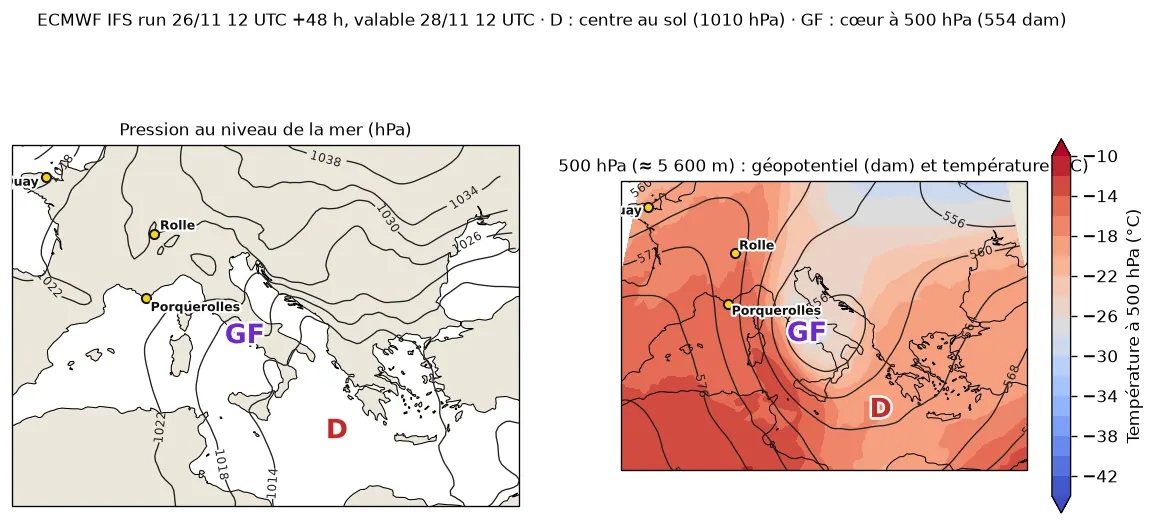 ECMWF IFS run 26/11 12 UTC +48 h, valable 28/11 12 UTC · D : centre au sol (1010 hPa) · GF : cœur à 500 hPa (554 dam)
Pression au niveau de la mer (hPa)
1018
1038
uay
Rolle
1034
1030
1026
1022
Porquerolles
GF
D
1022
1018
1014
500 hPa (≈ 5 600 m) : géopotentiel (dam) et température
C)
560
556
uay
Rolle
560
Porquerolles
GF
568
D
−10
−14
−18
−22
−26
−30
−34
−38
−42
Température à 500 hPa (°C)